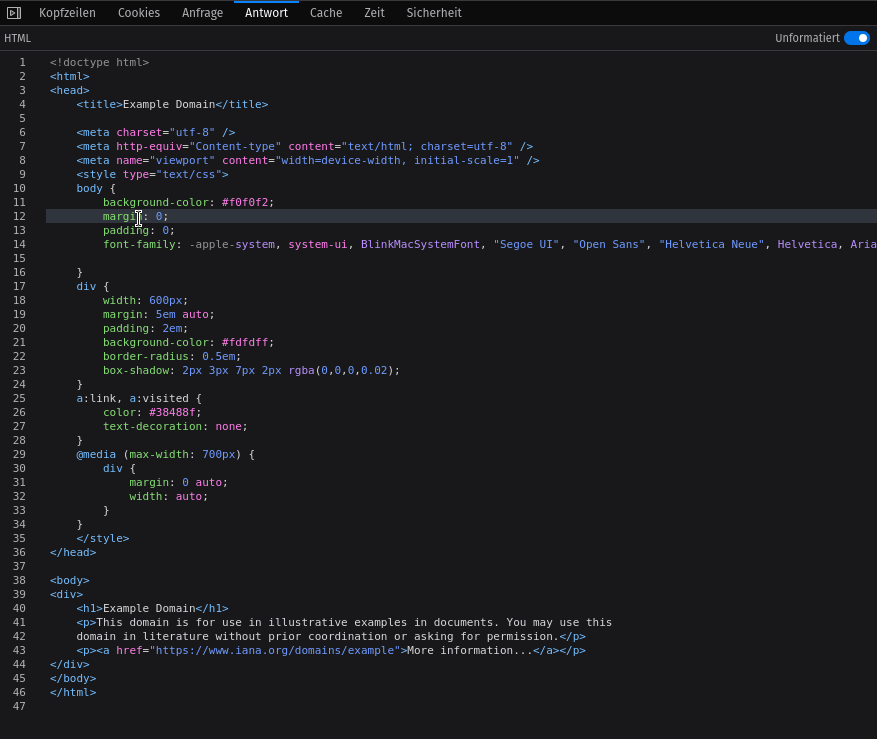 Kopfzeilen Cookies Anfrage Antwort Cache Zeit Sicherheit
HTML Unformatiert
1 <!doctype html>
2 <html>
3 <head>
4     <title>Example Domain</title>
5
6     <meta charset="utf-8" />
7     <meta http-equiv="Content-type" content="text/html; charset=utf-8" />
8     <meta name="viewport" content="width=device-width, initial-scale=1" />
9     <style type="text/css">
10     body {
11         background-color: #f0f0f2;
12         margin: 0;
13         padding: 0;
14         font-family: -apple-system, system-ui, BlinkMacSystemFont, "Segoe UI", "Open Sans", "Helvetica Neue", Helvetica, Aria
15
16     }
17     div {
18         width: 600px;
19         margin: 5em auto;
20         padding: 2em;
21         background-color: #fdfdff;
22         border-radius: 0.5em;
23         box-shadow: 2px 3px 7px 2px rgba(0,0,0,0.02);
24     }
25     a:link, a:visited {
26         color: #38488f;
27         text-decoration: none;
28     }
29     @media (max-width: 700px) {
30         div {
31             margin: 0 auto;
32             width: auto;
33         }
34     }
35     </style>
36 </head>
37
38 <body>
39 <div>
40     <h1>Example Domain</h1>
41     <p>This domain is for use in illustrative examples in documents. You may use this
42     domain in literature without prior coordination or asking for permission.</p>
43     <p><a href="https://www.iana.org/domains/example">More information...</a></p>
44 </div>
45 </body>
46 </html>
47